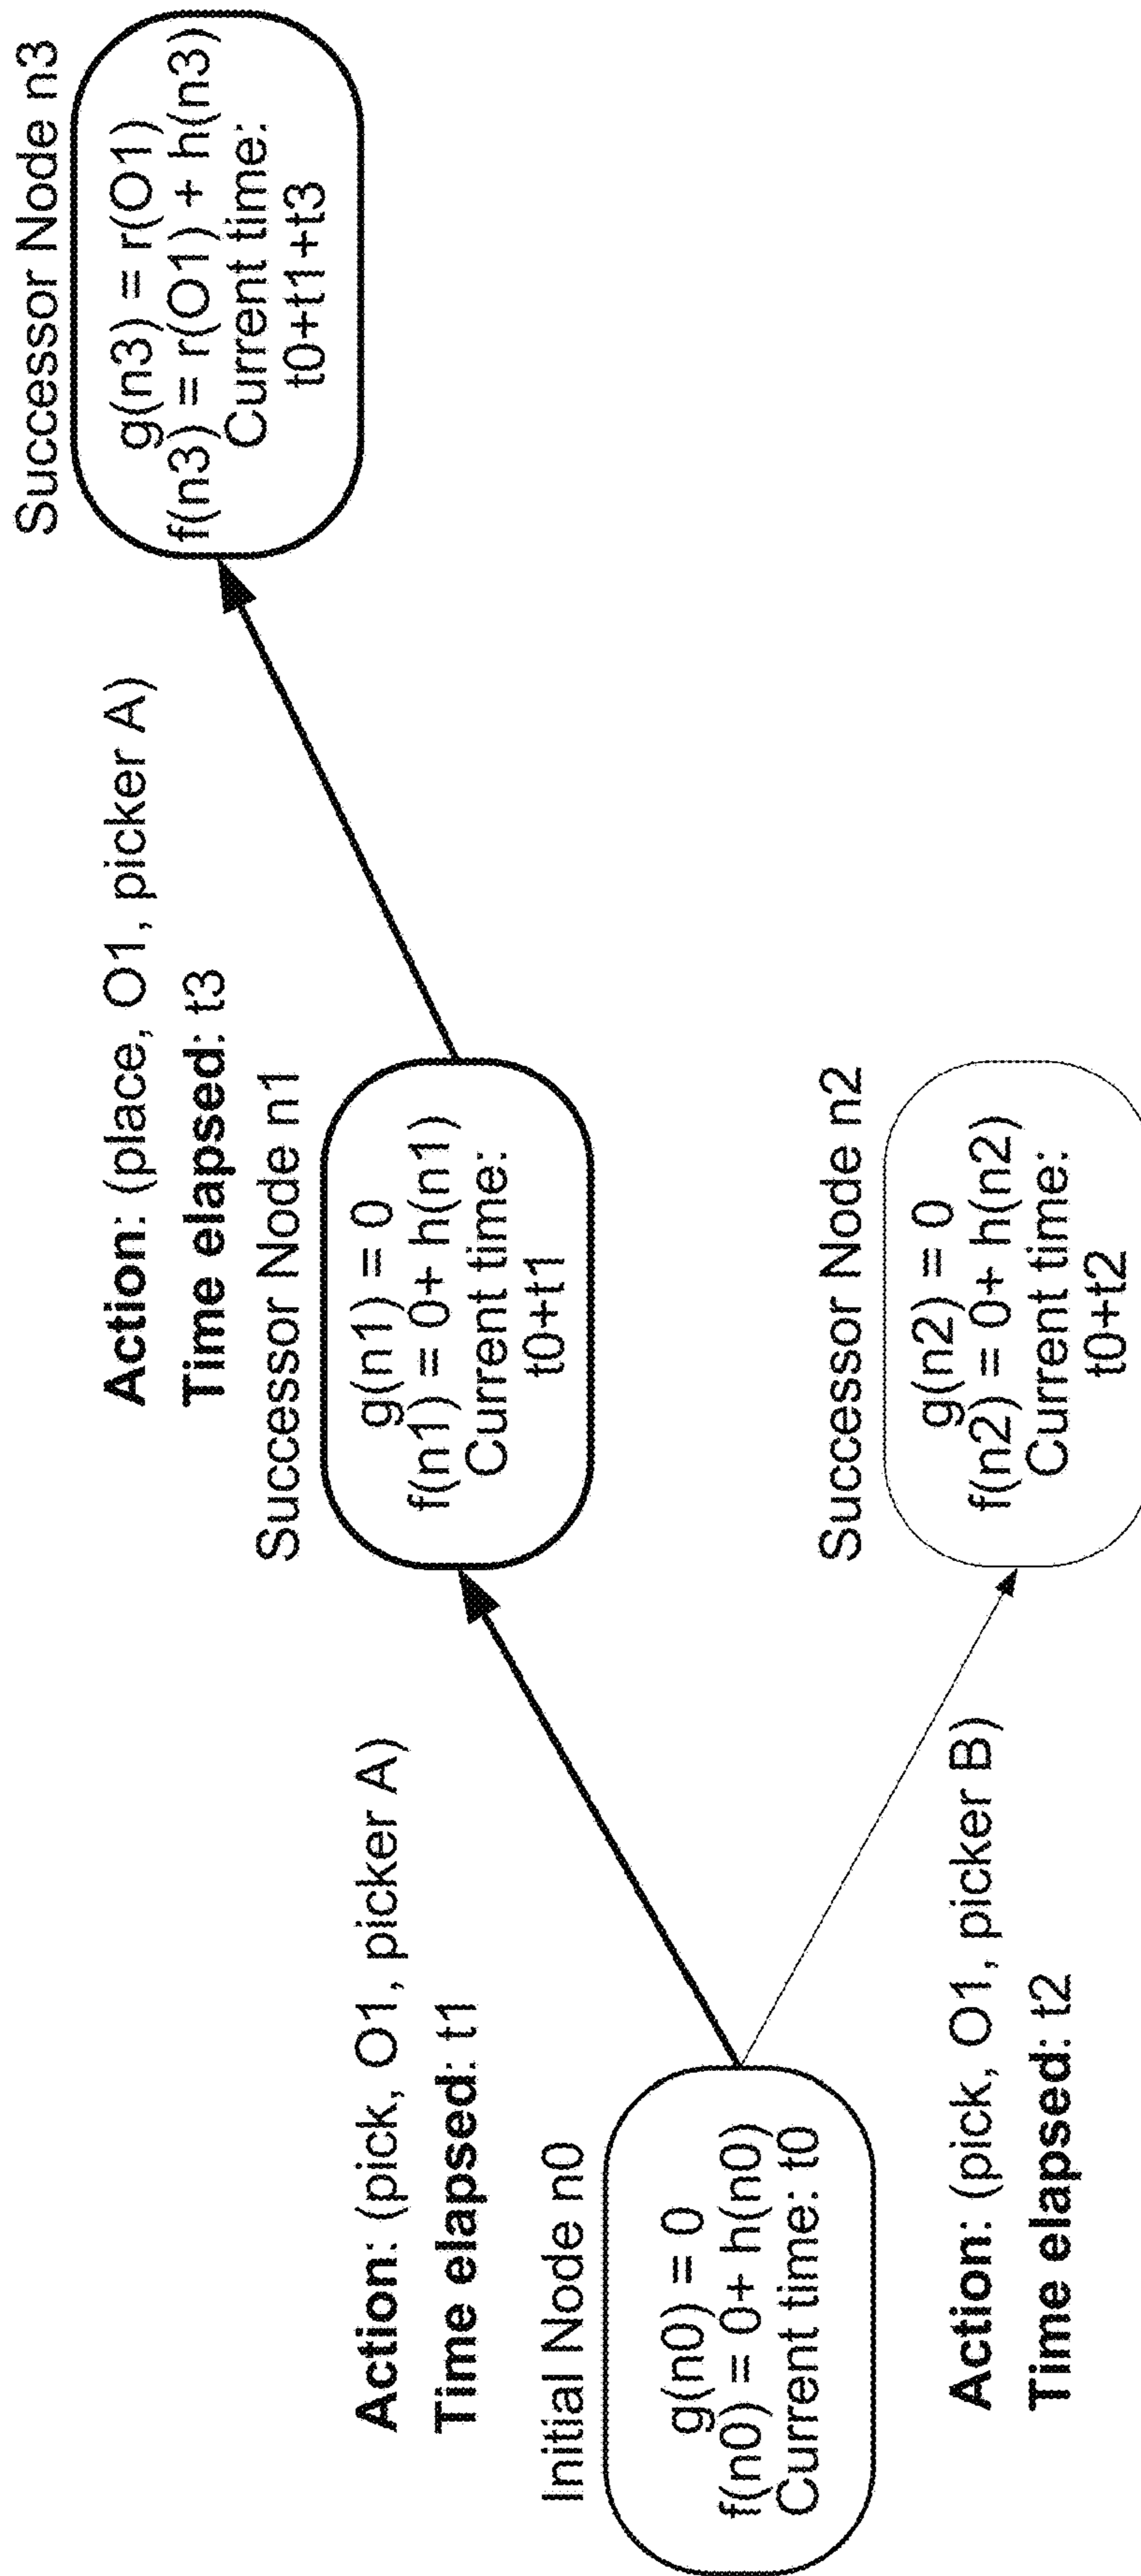 Initial Node n0
g(n0) = 0
f(n0) = 0+ h(n0)
Current time: t0
Action: (pick, O1, picker A)
Time elapsed: t1
Action: (pick, O1, picker B)
Time elapsed: t2
Successor Node n1
g(n1) = 0
f(n1) = 0+ h(n1)
Current time:
t0+t1
Successor Node n2
g(n2) = 0
f(n2) = 0+ h(n2)
Current time:
t0+t2
Action: (place, O1, picker A)
Time elapsed: t3
Successor Node n3
g(n3) = r(O1)
f(n3) = r(O1) + h(n3)
Current time:
t0+t1+t3